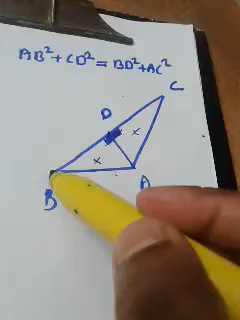 AB²+CD² = BD²+AC²
C
D
x
x
A
B